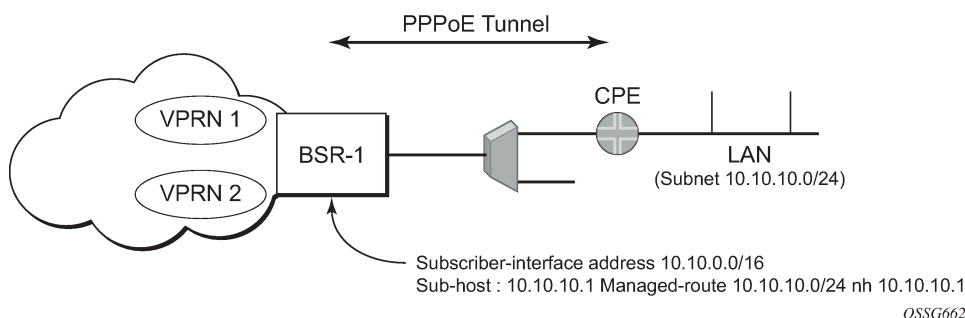 PPPoE Tunnel
CPE
VPRN 1
BSR-1
LAN
(Subnet 10.10.10.0/24)
VPRN 2
Subscriber-interface address 10.10.0.0/16
Sub-host : 10.10.10.1 Managed-route 10.10.10.0/24 nh 10.10.10.1
OSSG662